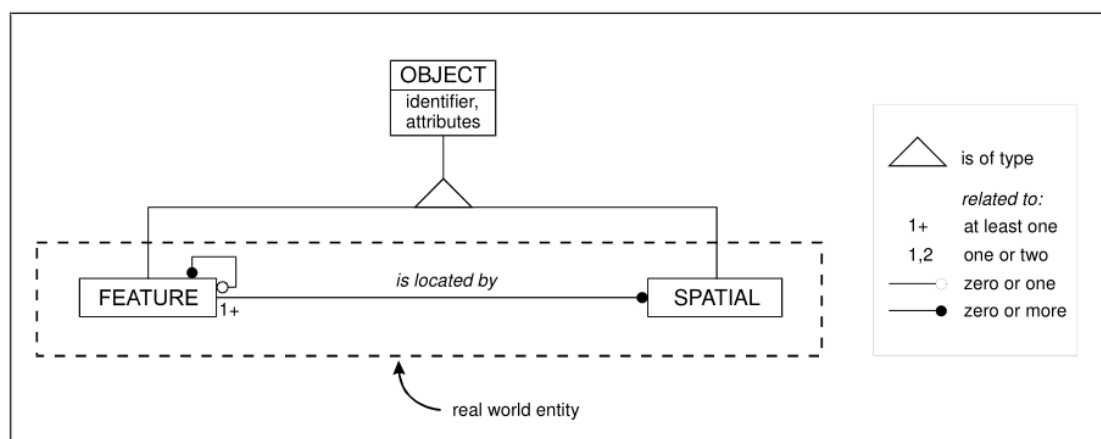 OBJECT
identifier,
attributes
is of type
related to:
1+ at least one
1,2 one or two
zero or one
zero or more
FEATURE
1+
is located by
SPATIAL
real world entity